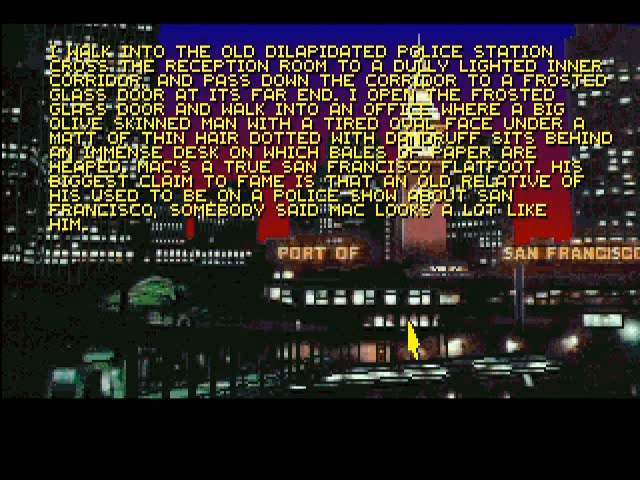 I WALK INTO THE OLD DILAPIDATED POLICE STATION
CROSS THE RECEPTION ROOM TO A DULLY LIGHTED INNER
CORRIDOR, AND PASS DOWN THE CORRIDOR TO A FROSTED
GLASS DOOR AT ITS FAR END. I OPEN THE FROSTED
GLASS DOOR AND WALK INTO AN OFFICE WHERE A BIG
OLIVE SKINNED MAN WITH A TIRED OVAL FACE UNDER A
MATT OF THIN HAIR DOTTED WITH DANDRUFF SITS BEHIND
AN IMMENSE DESK ON WHICH BALES OF PAPER ARE
HEAPED. MAC'S A TRUE SAN FRANCISCO FLATFOOT. HIS
BIGGEST CLAIM TO FAME IS THAT AN OLD RELATIVE OF
HIS USED TO BE ON A POLICE SHOW ABOUT SAN
FRANCISCO. SOMEBODY SAID MAC LOOKS A LOT LIKE
HIM.
PORT OF SAN FRANCISCO